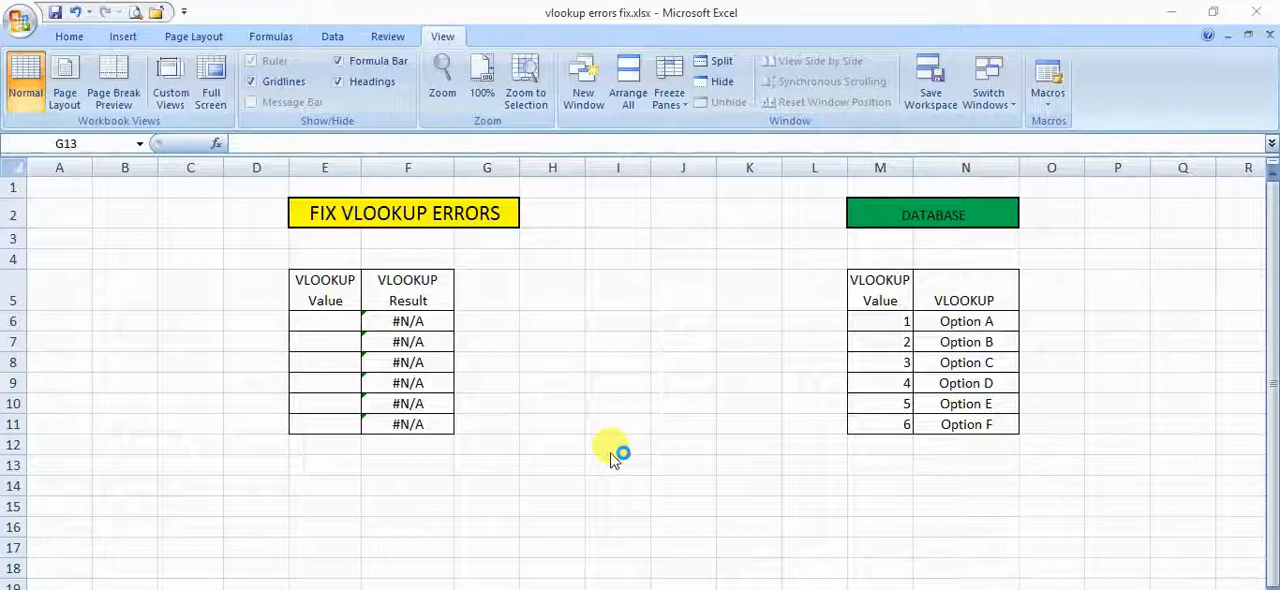 vlookup errors fix.xlsx - Microsoft Excel
Home Insert Page Layout Formulas Data Review View
Normal Page Layout Page Break Preview Custom Views Full Screen
Workbook Views
Ruler Formula Bar
Gridlines Headings
Message Bar
Show/Hide
Zoom 100% Zoom to Selection
Zoom
New Window Arrange All Freeze Panes
Split
Hide
Unhide
View Side by Side
Synchronous Scrolling
Reset Window Position
Save Workspace Switch Windows
Window
Macros
Macros
G13 fx
A B C D E F G H I J K L M N O P Q R
1
2 FIX VLOOKUP ERRORS DATABASE
3
4
VLOOKUP VLOOKUP VLOOKUP
5 Value Result Value VLOOKUP
6 #N/A 1 Option A
7 #N/A 2 Option B
8 #N/A 3 Option C
9 #N/A 4 Option D
10 #N/A 5 Option E
11 #N/A 6 Option F
12
13
14
15
16
17
18
19